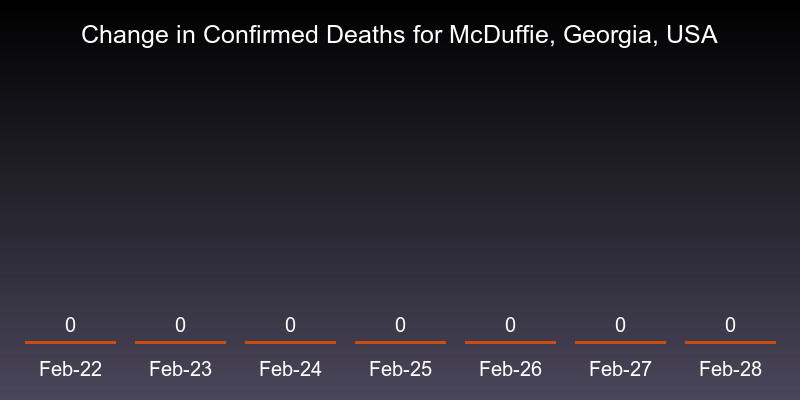 Change in Confirmed Deaths for McDuffie, Georgia, USA
0 0 0 0 0 0 0
Feb-22 Feb-23 Feb-24 Feb-25 Feb-26 Feb-27 Feb-28